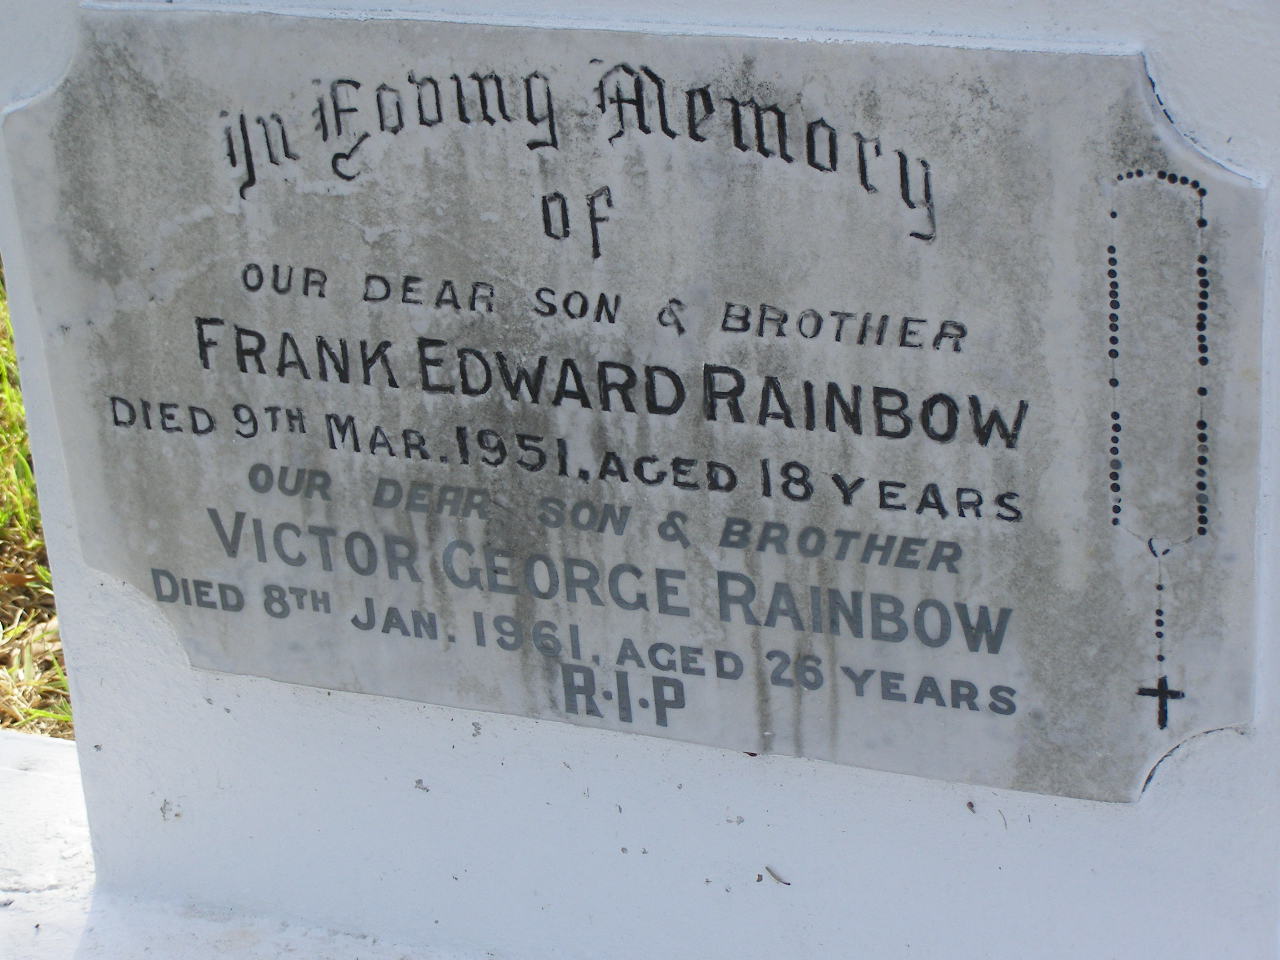 In Loving Memory
of
OUR DEAR SON & BROTHER
FRANK EDWARD RAINBOW
DIED 9TH MAR. 1951, AGED 18 YEARS
OUR DEAR SON & BROTHER
VICTOR GEORGE RAINBOW
DIED 8TH JAN. 1961, AGED 26 YEARS
R·I·P